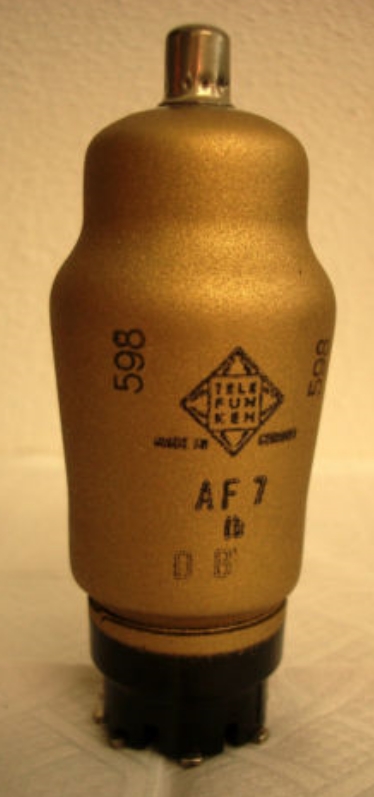 598
598
TELE
FUN
KEN
MADE IN GERMANY
AF 7